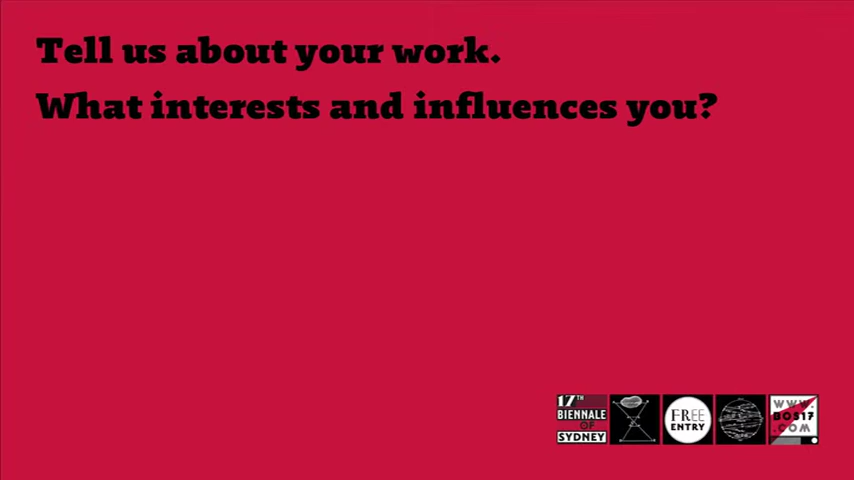 Tell us about your work.
What interests and influences you?
17TH
BIENNALE
OF
SYDNEY
FREE
ENTRY
WWW.
BOS17
.COM